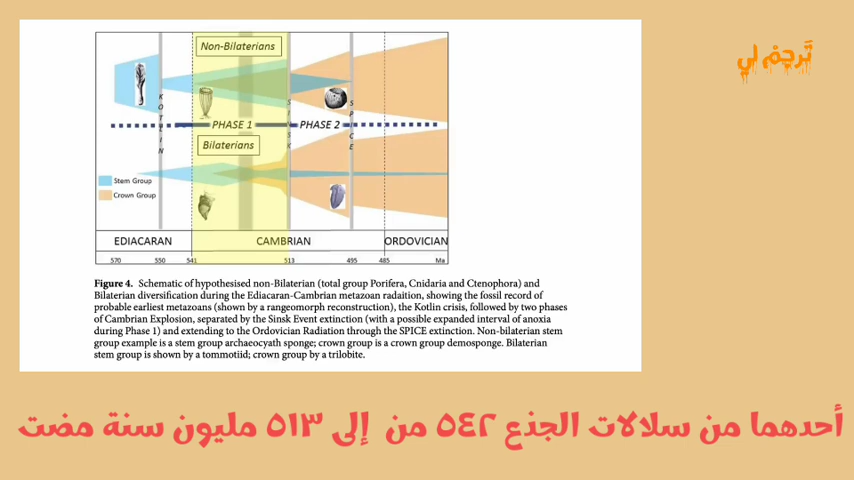 Non-Bilaterians
تَرجِمْ لي
KOTLIN
SINSK
SPICE
PHASE 1
PHASE 2
Bilaterians
Stem Group
Crown Group
EDIACARAN
CAMBRIAN
ORDOVICIAN
570 550 541 513 495 485 Ma
Figure 4. Schematic of hypothesised non-Bilaterian (total group Porifera, Cnidaria and Ctenophora) and
Bilaterian diversification during the Ediacaran-Cambrian metazoan radaition, showing the fossil record of
probable earliest metazoans (shown by a rangeomorph reconstruction), the Kotlin crisis, followed by two phases
of Cambrian Explosion, separated by the Sinsk Event extinction (with a possible expanded interval of anoxia
during Phase 1) and extending to the Ordovician Radiation through the SPICE extinction. Non-bilaterian stem
group example is a stem group archaeocyath sponge; crown group is a crown group demosponge. Bilaterian
stem group is shown by a tommotiid; crown group by a trilobite.
أحدهما من سلالات الجذع ٥٤٢ من إلى ٥١٣ مليون سنة مضت